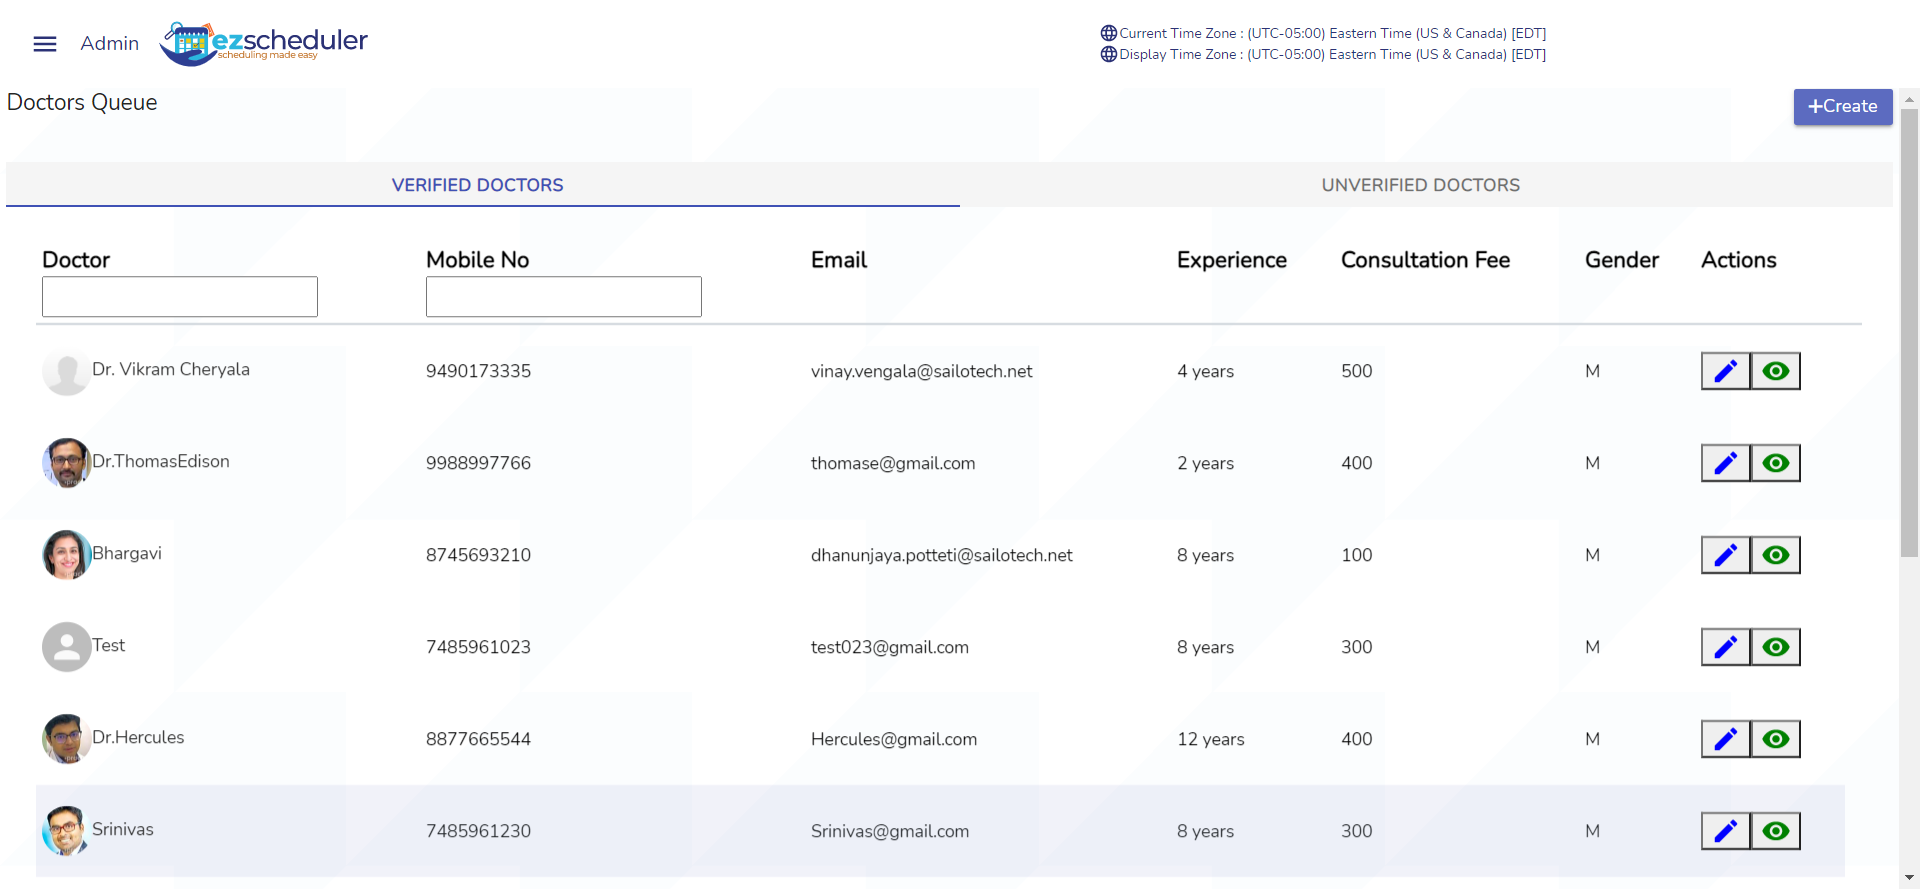 Admin
ezscheduler
scheduling made easy
Current Time Zone : (UTC-05:00) Eastern Time (US & Canada) [EDT]
Display Time Zone : (UTC-05:00) Eastern Time (US & Canada) [EDT]
Doctors Queue
+Create
VERIFIED DOCTORS UNVERIFIED DOCTORS
Doctor Mobile No Email Experience Consultation Fee Gender Actions
Dr. Vikram Cheryala 9490173335 vinay.vengala@sailotech.net 4 years 500 M
Dr.ThomasEdison 9988997766 thomase@gmail.com 2 years 400 M
Bhargavi 8745693210 dhanunjaya.potteti@sailotech.net 8 years 100 M
Test 7485961023 test023@gmail.com 8 years 300 M
Dr.Hercules 8877665544 Hercules@gmail.com 12 years 400 M
Srinivas 7485961230 Srinivas@gmail.com 8 years 300 M